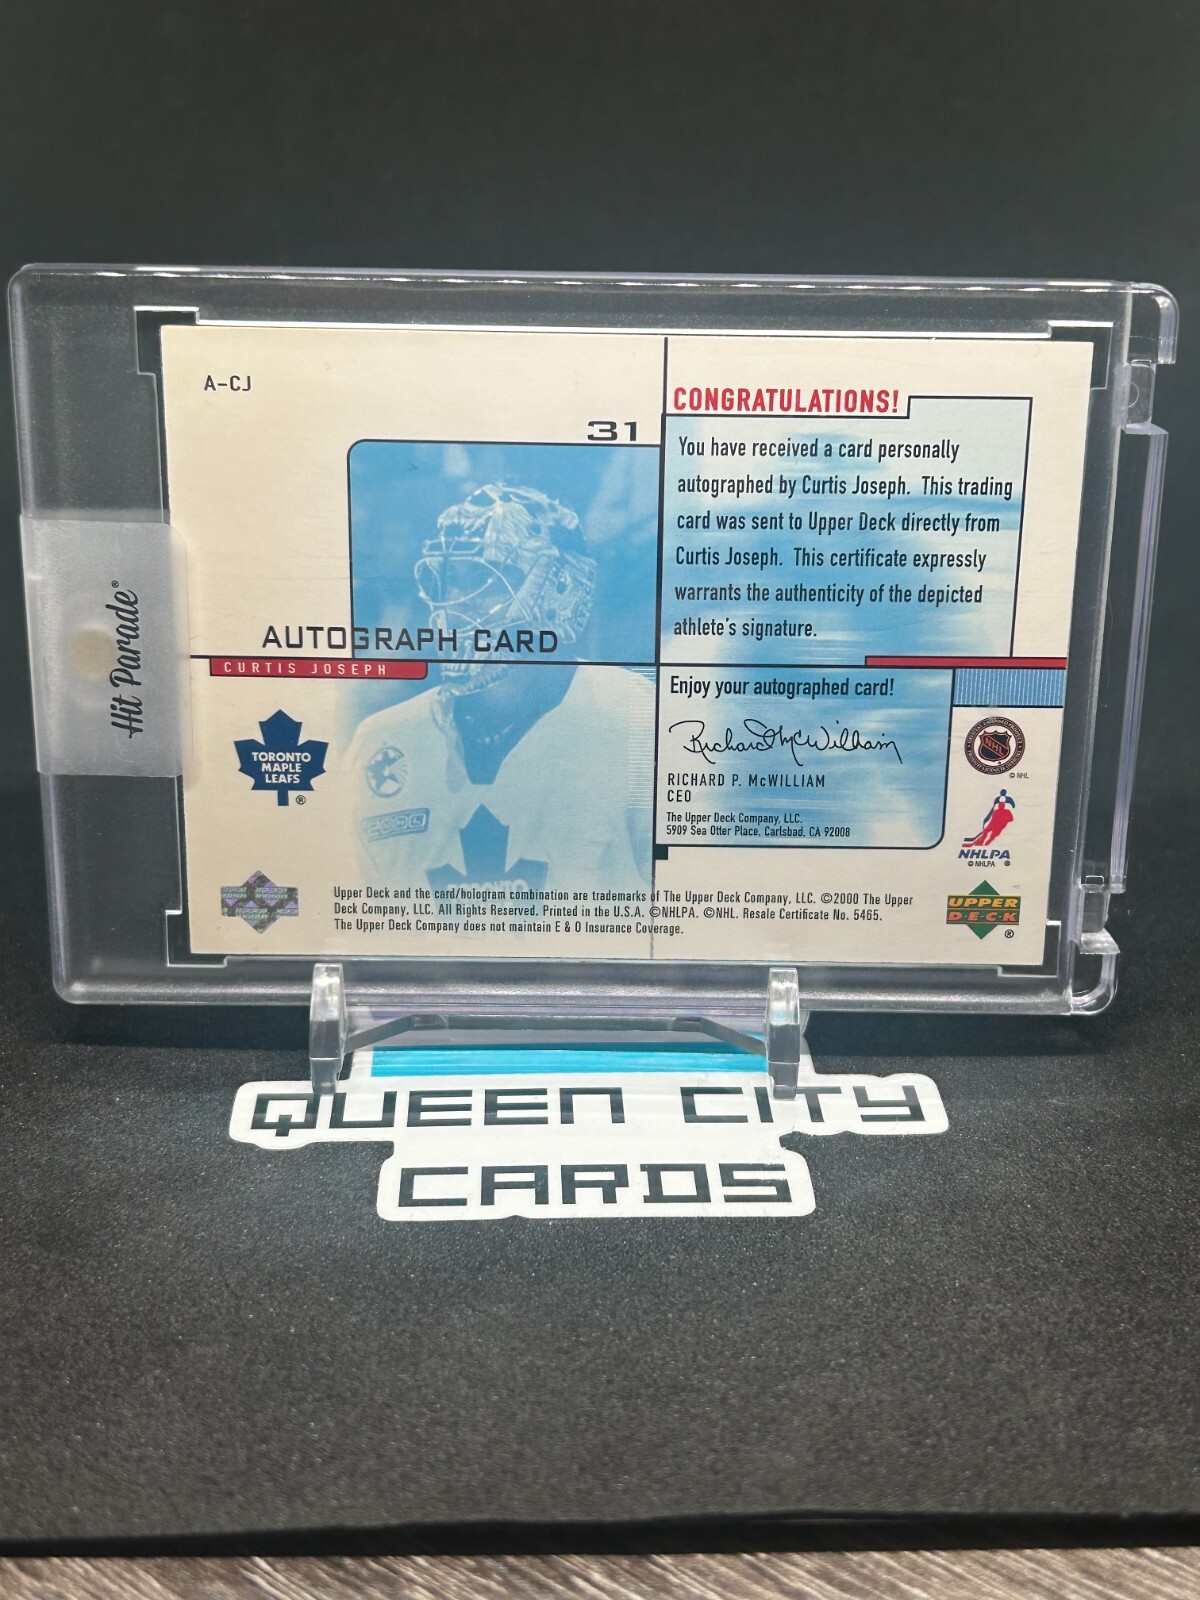 A-CJ
31
AUTOGRAPH CARD
CURTIS JOSEPH
TORONTO
MAPLE
LEAFS
®
CONGRATULATIONS!
You have received a card personally
autographed by Curtis Joseph. This trading
card was sent to Upper Deck directly from
Curtis Joseph. This certificate expressly
warrants the authenticity of the depicted
athlete's signature.
Enjoy your autographed card!
Richard P. McWilliam
RICHARD P. McWILLIAM
CEO
The Upper Deck Company, LLC.
5909 Sea Otter Place, Carlsbad, CA 92008
NHL
© NHL
NHLPA
© NHLPA ®
Upper Deck and the card/hologram combination are trademarks of The Upper Deck Company, LLC. ©2000 The Upper
Deck Company, LLC. All Rights Reserved. Printed in the U.S.A. ©NHLPA. ©NHL. Resale Certificate No. 5465.
The Upper Deck Company does not maintain E & O Insurance Coverage.
UPPER
D·E·C·K
®
Hit Parade®
QUEEN CITY
CARDS